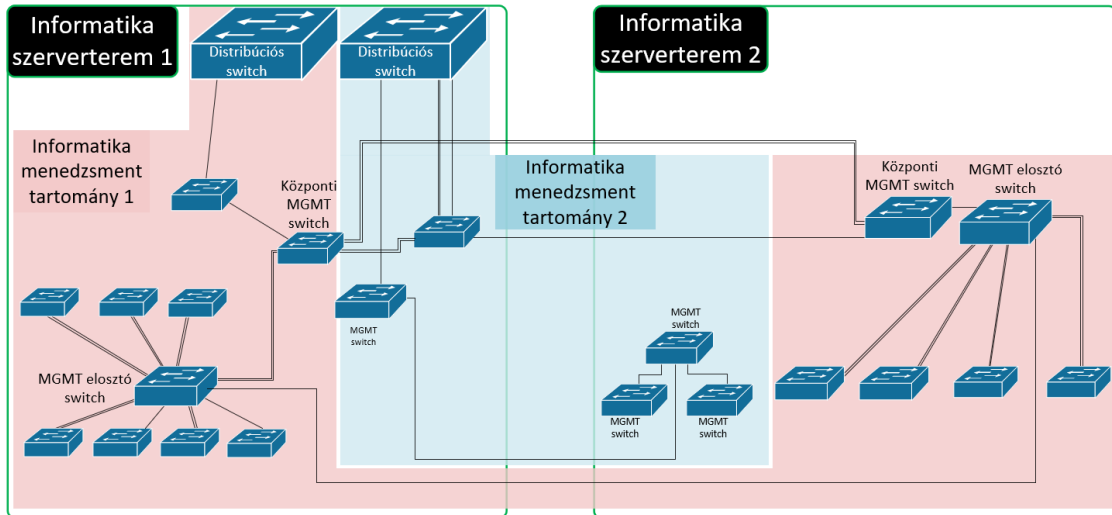 Informatika
szerverterem 1
Distribúciós
switch
Distribúciós
switch
Informatika
szerverterem 2
Informatika
menedzsment
tartomány 1
Központi
MGMT
switch
Informatika
menedzsment
tartomány 2
Központi
MGMT switch
MGMT elosztó
switch
MGMT
switch
MGMT
switch
MGMT elosztó
switch
MGMT
switch
MGMT
switch